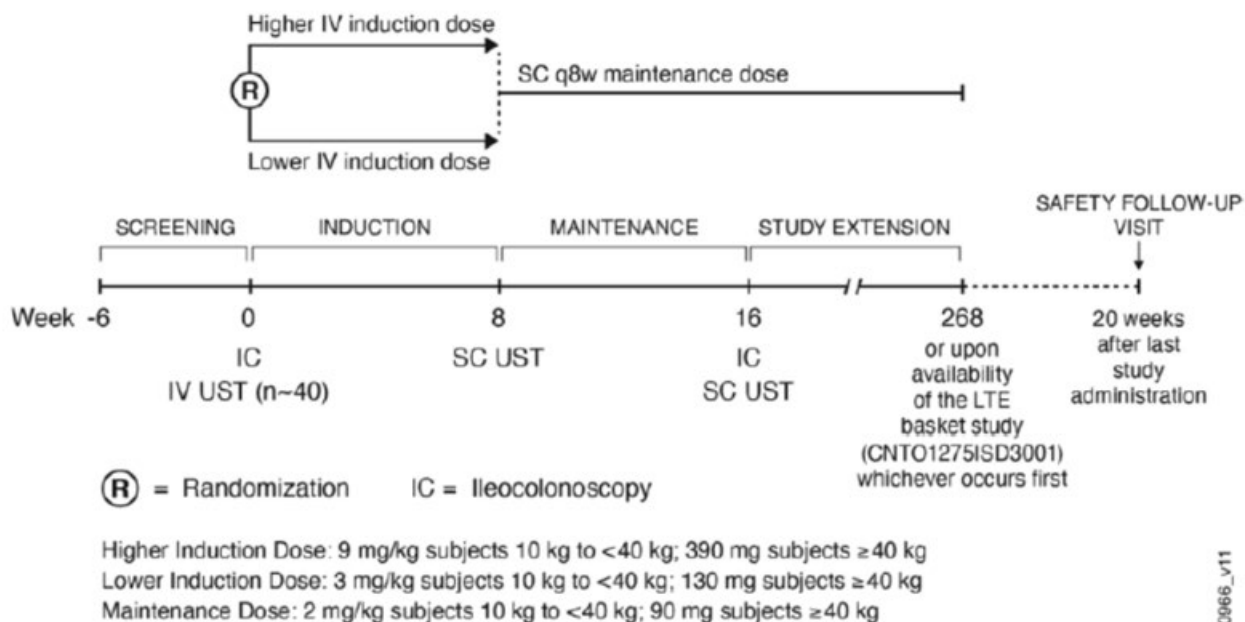 Higher IV induction dose
SC q8w maintenance dose
R
Lower IV induction dose
SAFETY FOLLOW-UP
VISIT
SCREENING INDUCTION MAINTENANCE STUDY EXTENSION
Week -6 0 8 16 268 20 weeks
after last
study
administration
IC SC UST IC
IV UST (n~40) SC UST
or upon
availability
of the LTE
basket study
(CNTO1275ISD3001)
whichever occurs first
R = Randomization IC = Ileocolonoscopy
Higher Induction Dose: 9 mg/kg subjects 10 kg to <40 kg; 390 mg subjects ≥40 kg
Lower Induction Dose: 3 mg/kg subjects 10 kg to <40 kg; 130 mg subjects ≥40 kg
Maintenance Dose: 2 mg/kg subjects 10 kg to <40 kg; 90 mg subjects ≥40 kg
0966_v11